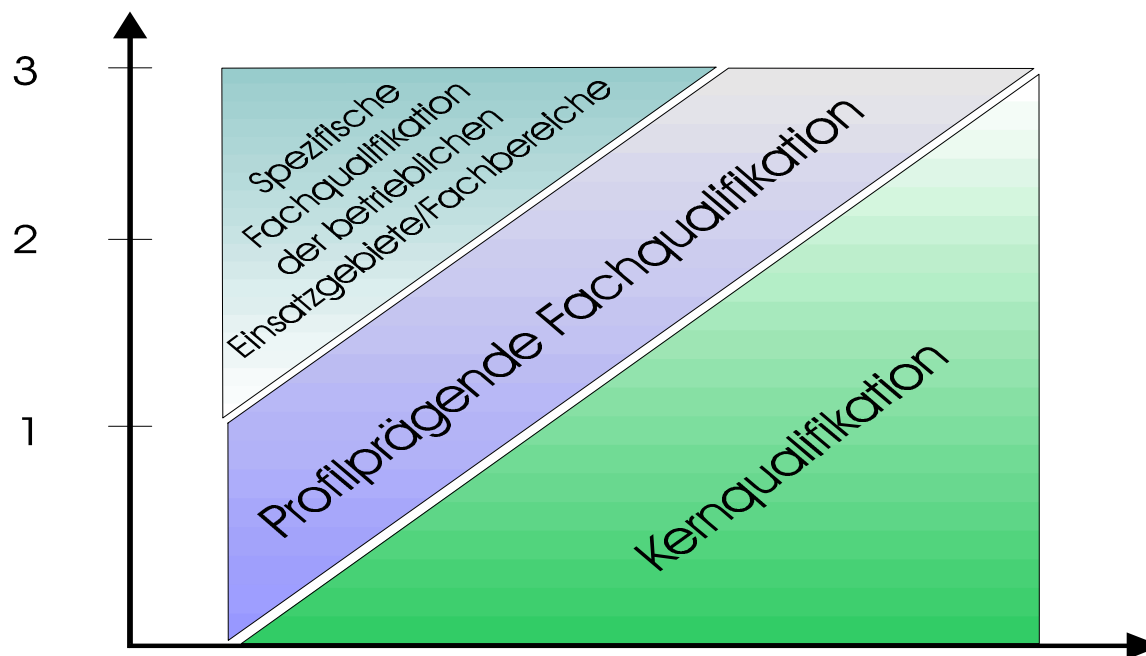 3
2
1
Spezifische
Fachqualifikation
der betrieblichen
Einsatzgebiete/Fachbereiche
Profilprägende Fachqualifikation
Kernqualifikation